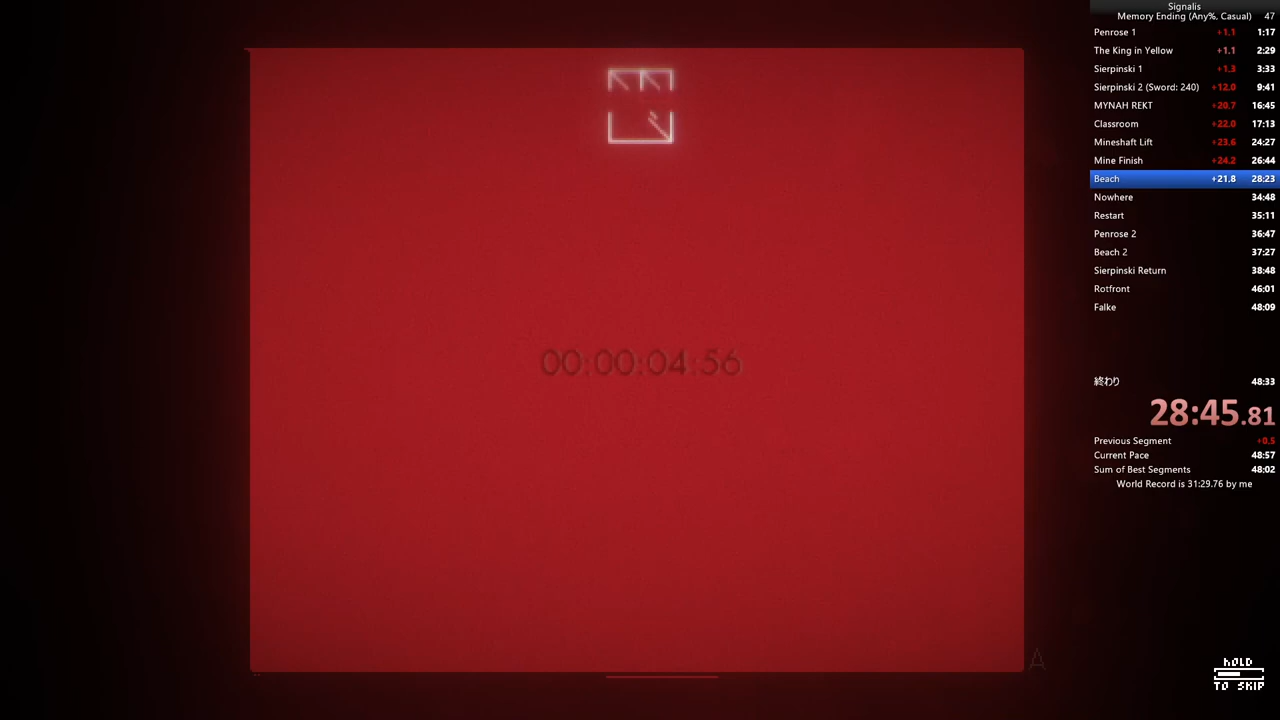 Signalis
Memory Ending (Any%, Casual) 47
Penrose 1 +1.1 1:17
The King in Yellow +1.1 2:29
Sierpinski 1 +1.3 3:33
Sierpinski 2 (Sword: 240) +12.0 9:41
MYNAH REKT +20.7 16:45
Classroom +22.0 17:13
Mineshaft Lift +23.6 24:27
Mine Finish +24.2 26:44
Beach +21.8 28:23
Nowhere 34:48
Restart 35:11
Penrose 2 36:47
Beach 2 37:27
Sierpinski Return 38:48
Rotfront 46:01
Falke 48:09
終わり 48:33
28:45.81
Previous Segment +0.5
Current Pace 48:57
Sum of Best Segments 48:02
World Record is 31:29.76 by me
00:00:04:56
A
HOLD
TO SKIP